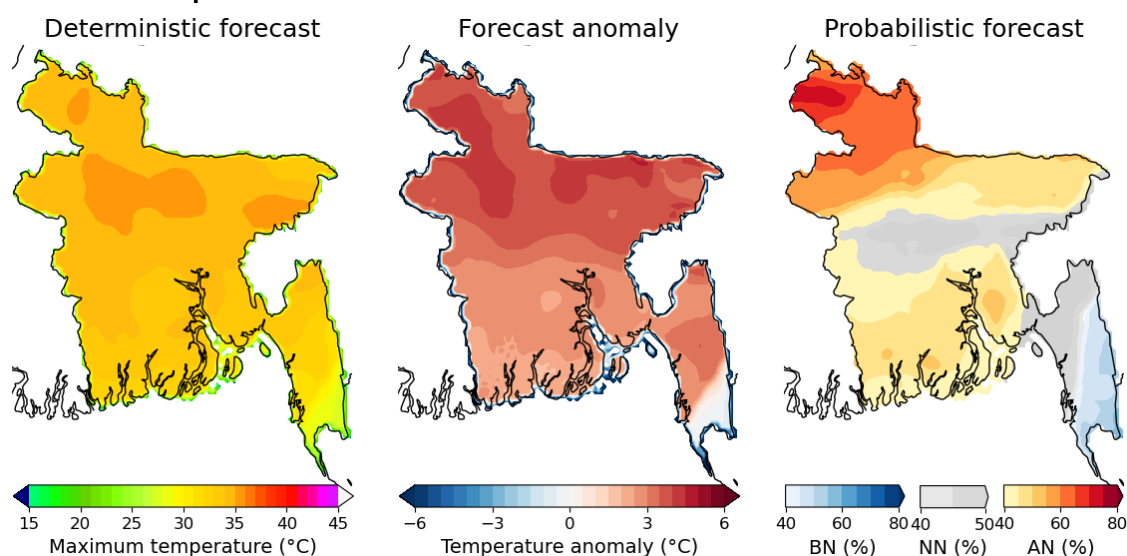 Deterministic forecast
Forecast anomaly
Probabilistic forecast
15 20 25 30 35 40 45
Maximum temperature (°C)
−6 −3 0 3 6
Temperature anomaly (°C)
40 60 80
BN (%)
40 50
NN (%)
40 60 80
AN (%)